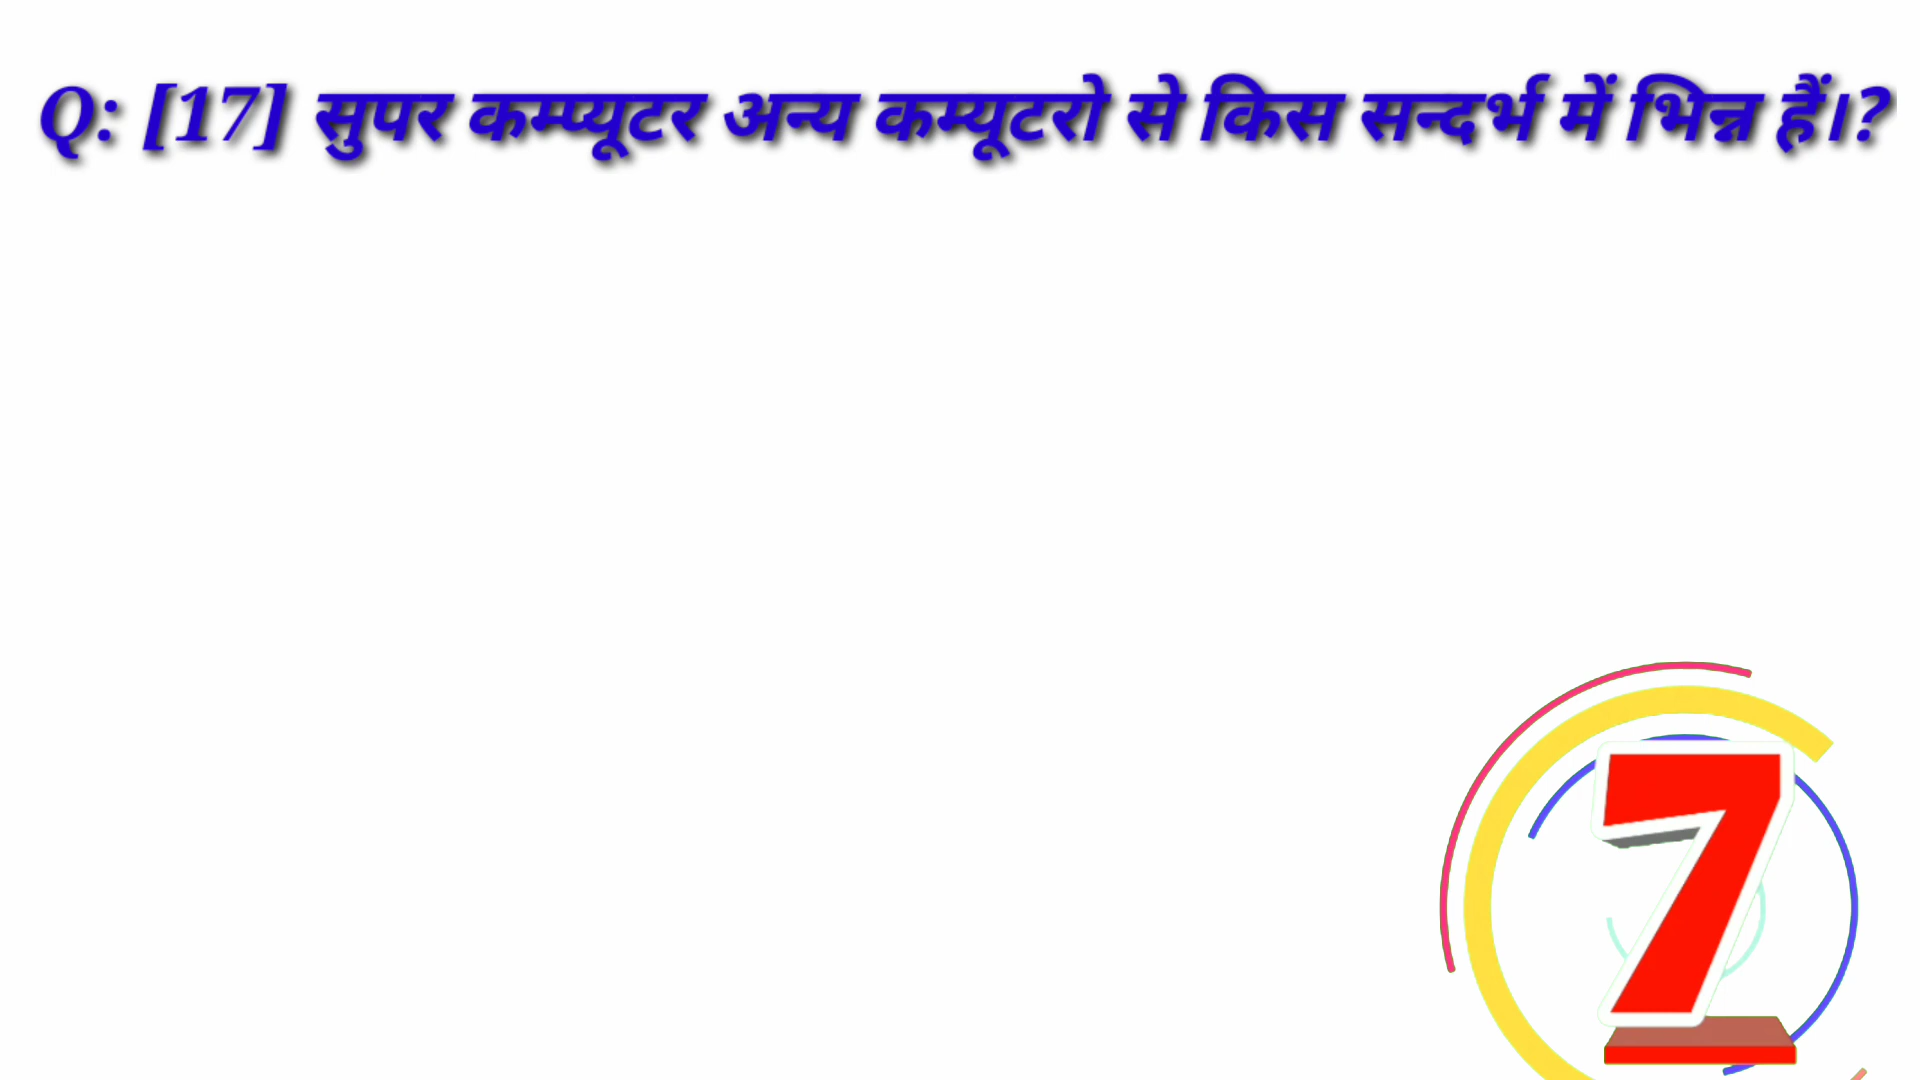 Q: [17] सुपर कम्प्यूटर अन्य कम्यूटरो से किस सन्दर्भ में भिन्न हैं।?
7